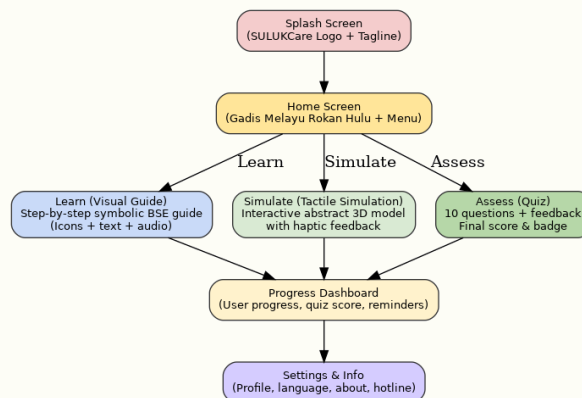 Splash Screen
(SULUKCare Logo + Tagline)
Home Screen
(Gadis Melayu Rokan Hulu + Menu)
Learn
Simulate
Assess
Learn (Visual Guide)
Step-by-step symbolic BSE guide
(Icons + text + audio)
Simulate (Tactile Simulation)
Interactive abstract 3D model
with haptic feedback
Assess (Quiz)
10 questions + feedback
Final score & badge
Progress Dashboard
(User progress, quiz score, reminders)
Settings & Info
(Profile, language, about, hotline)